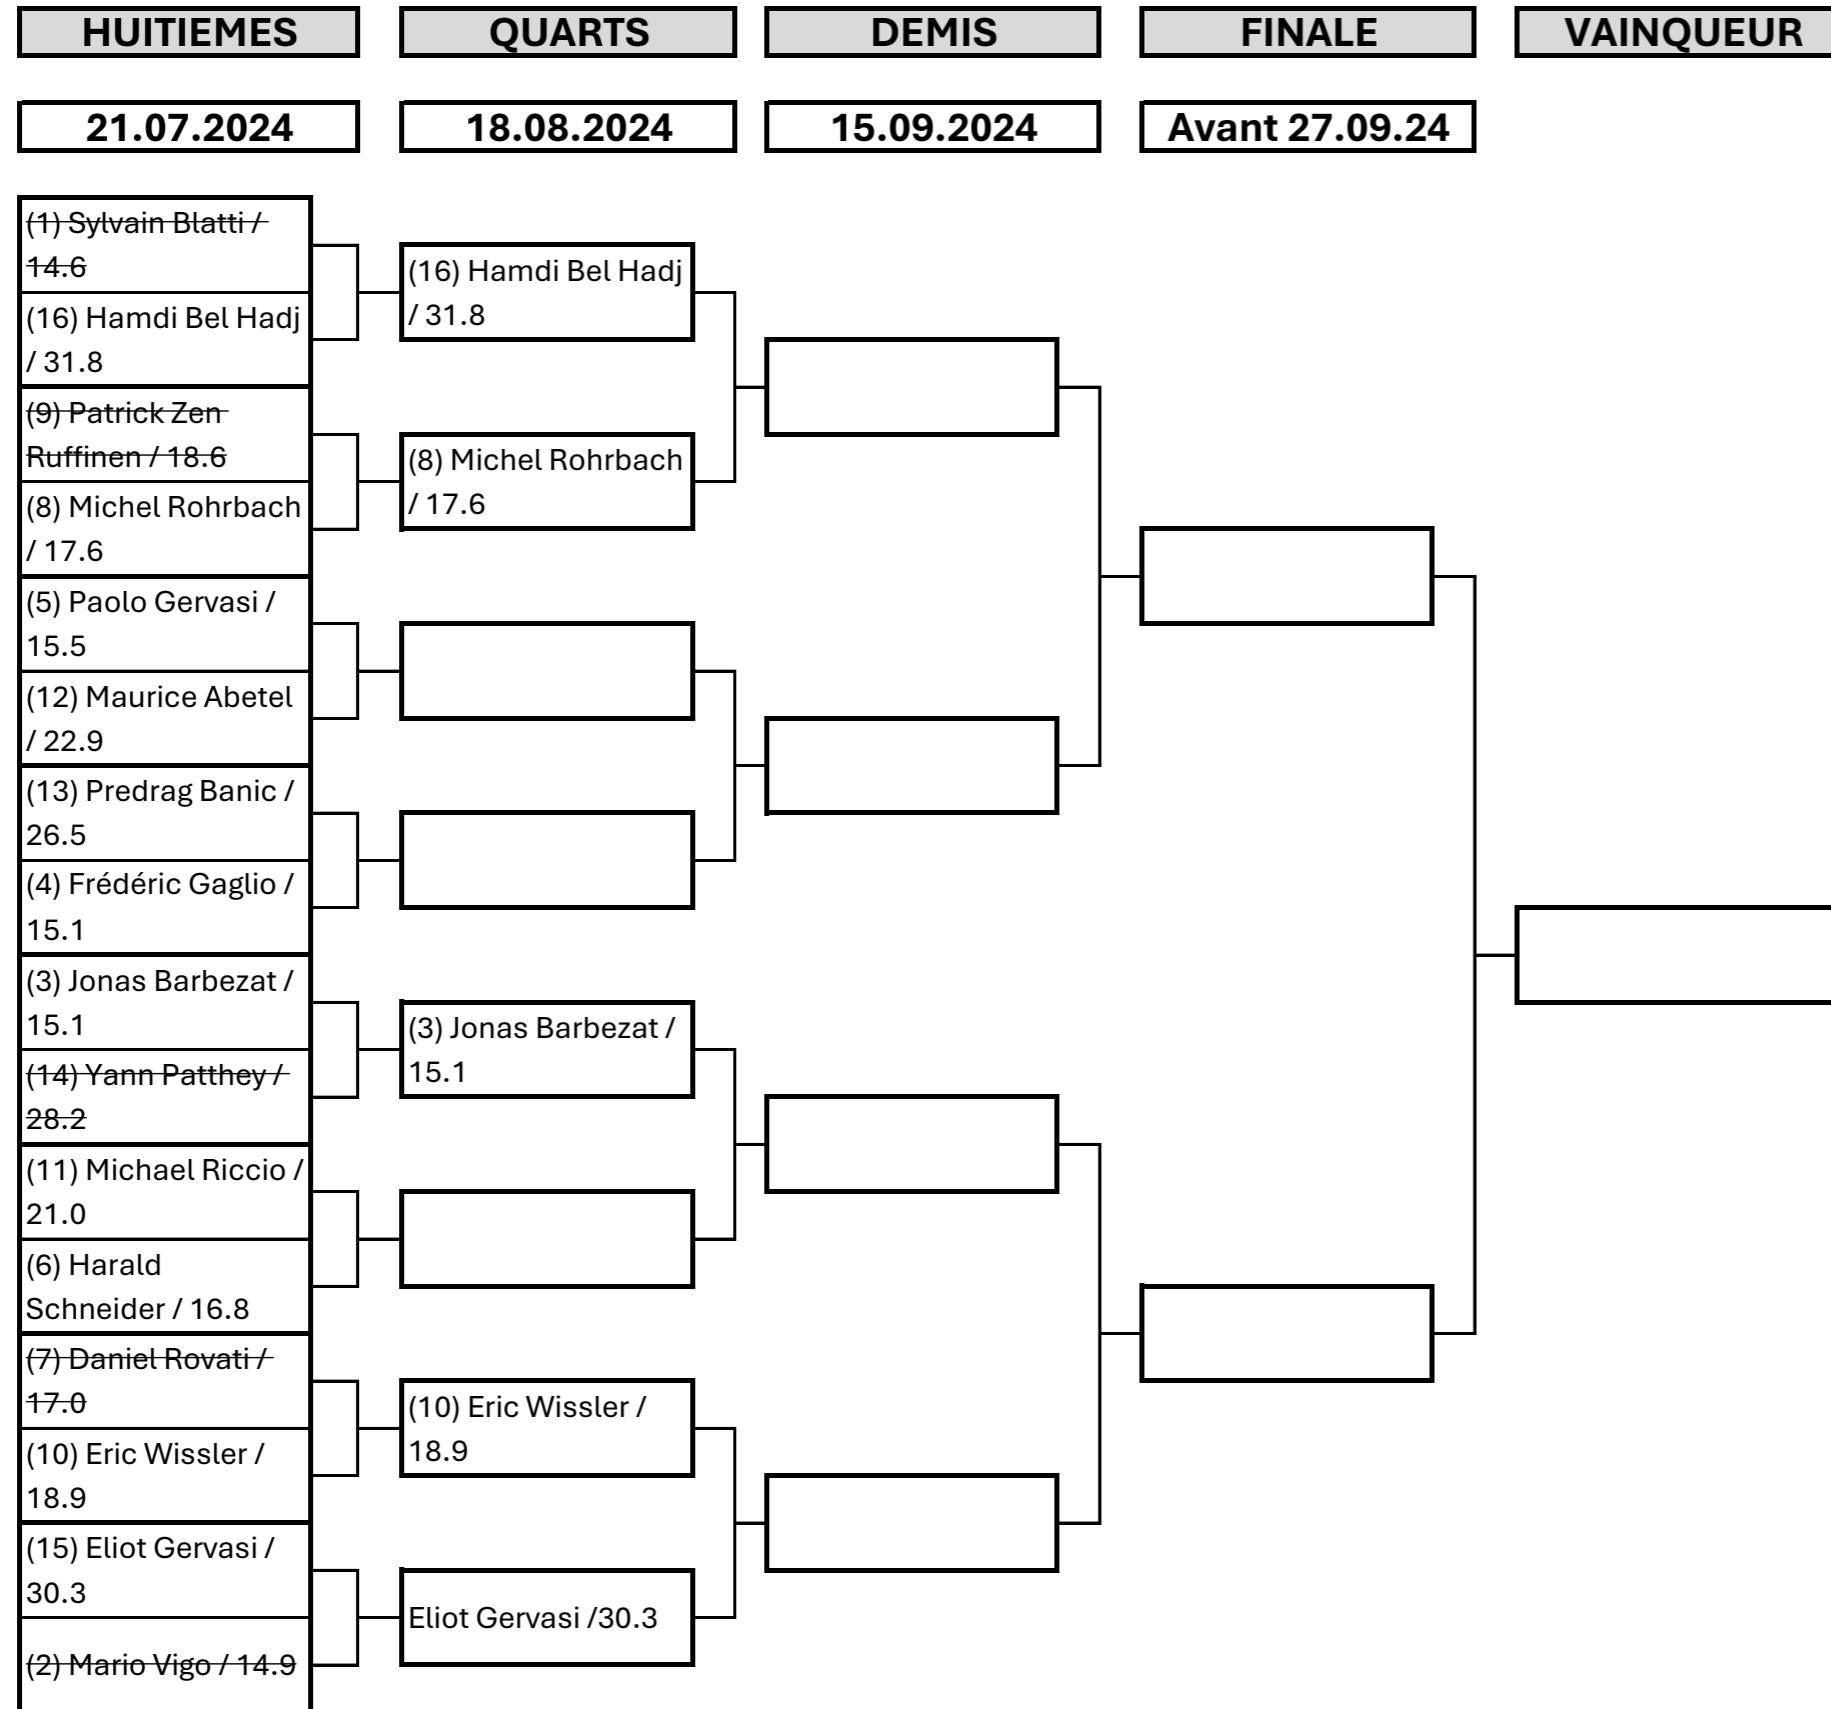 HUITIEMES
QUARTS
DEMIS
FINALE
VAINQUEUR
21.07.2024
18.08.2024
15.09.2024
Avant 27.09.24
(1) Sylvain Blatti /
14.6
(16) Hamdi Bel Hadj
/ 31.8
(9) Patrick Zen
Ruffinen / 18.6
(8) Michel Rohrbach
/ 17.6
(5) Paolo Gervasi /
15.5
(12) Maurice Abetel
/ 22.9
(13) Predrag Banic /
26.5
(4) Frédéric Gaglio /
15.1
(3) Jonas Barbezat /
15.1
(14) Yann Patthey /
28.2
(11) Michael Riccio /
21.0
(6) Harald
Schneider / 16.8
(7) Daniel Rovati /
17.0
(10) Eric Wissler /
18.9
(15) Eliot Gervasi /
30.3
(2) Mario Vigo / 14.9
(16) Hamdi Bel Hadj
/ 31.8
(8) Michel Rohrbach
/ 17.6
(3) Jonas Barbezat /
15.1
(10) Eric Wissler /
18.9
Eliot Gervasi /30.3